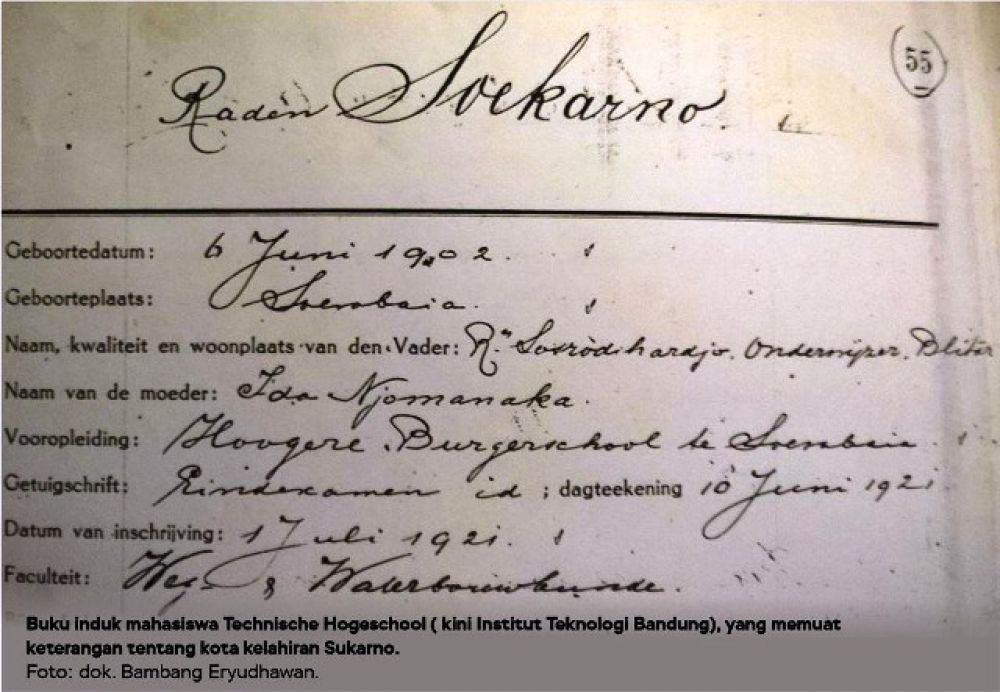 55
Raden Soekarno
Geboortedatum: 6 Juni 1902.
Geboorteplaats: Soerabaia.
Naam, kwaliteit en woonplaats van den Vader: Rn Sosrodihardjo. Onderwijzer. Blitar
Naam van de moeder: Ida Njomanaka.
Vooropleiding: Hoogere Burgerschool te Soerabaia
Getuigschrift: Eindexamen id ; dagteekening 10 Juni 1921
Datum van inschrijving: 1 Juli 1921.
Faculteit: Weg- & Waterbouwkunde.
Buku induk mahasiswa Technische Hogeschool ( kini Institut Teknologi Bandung), yang memuat
keterangan tentang kota kelahiran Sukarno.
Foto: dok. Bambang Eryudhawan.